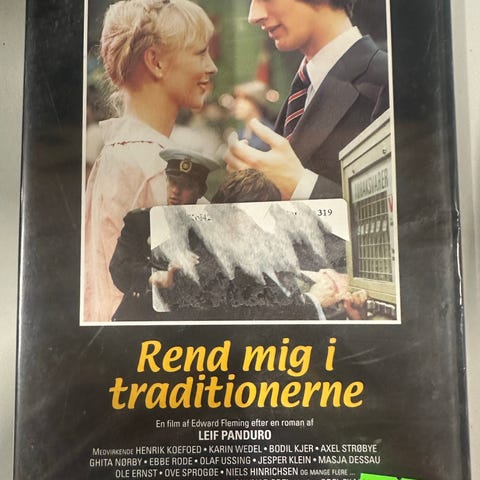 319
VAREVAREN
Rend mig i
traditionerne
En film af Edward Fleming efter en roman af
LEIF PANDURO
MEDVIRKENDE HENRIK KOEFOED • KARIN WEDEL • BODIL KJER • AXEL STRØBYE
GHITA NØRBY • EBBE RODE • OLAF USSING • JESPER KLEIN • MASJA DESSAU
OLE ERNST • OVE SPROGØE • NIELS HINRICHSEN OG MANGE FLERE ...